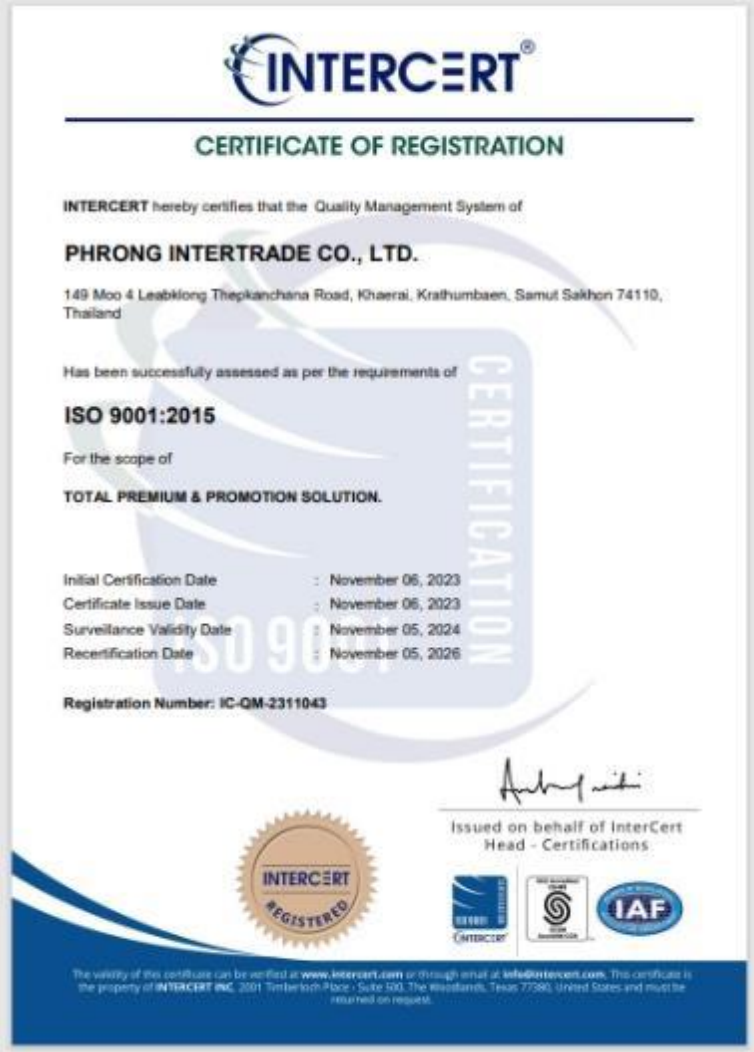 INTERCERT®
CERTIFICATE OF REGISTRATION
INTERCERT hereby certifies that the Quality Management System of
PHRONG INTERTRADE CO., LTD.
149 Moo 4 Leabklong Thepkanchana Road, Khaerai, Krathumbaen, Samut Sakhon 74110,
Thailand
Has been successfully assessed as per the requirements of
ISO 9001:2015
For the scope of
TOTAL PREMIUM & PROMOTION SOLUTION.
Initial Certification Date : November 06, 2023
Certificate Issue Date : November 06, 2023
Surveillance Validity Date : November 05, 2024
Recertification Date : November 05, 2026
Registration Number: IC-QM-2311043
ISO 9001
CERTIFICATION
Issued on behalf of InterCert
Head - Certifications
INTERCERT
REGISTERED
ISO 9001
INTERCERT
IAF
The validity of this certificate can be verified at www.intercert.com or through email at info@intercert.com. This certificate is
the property of INTERCERT INC, 2001 Timberloch Place - Suite 500, The Woodlands, Texas 77380, United States and must be
returned on request.